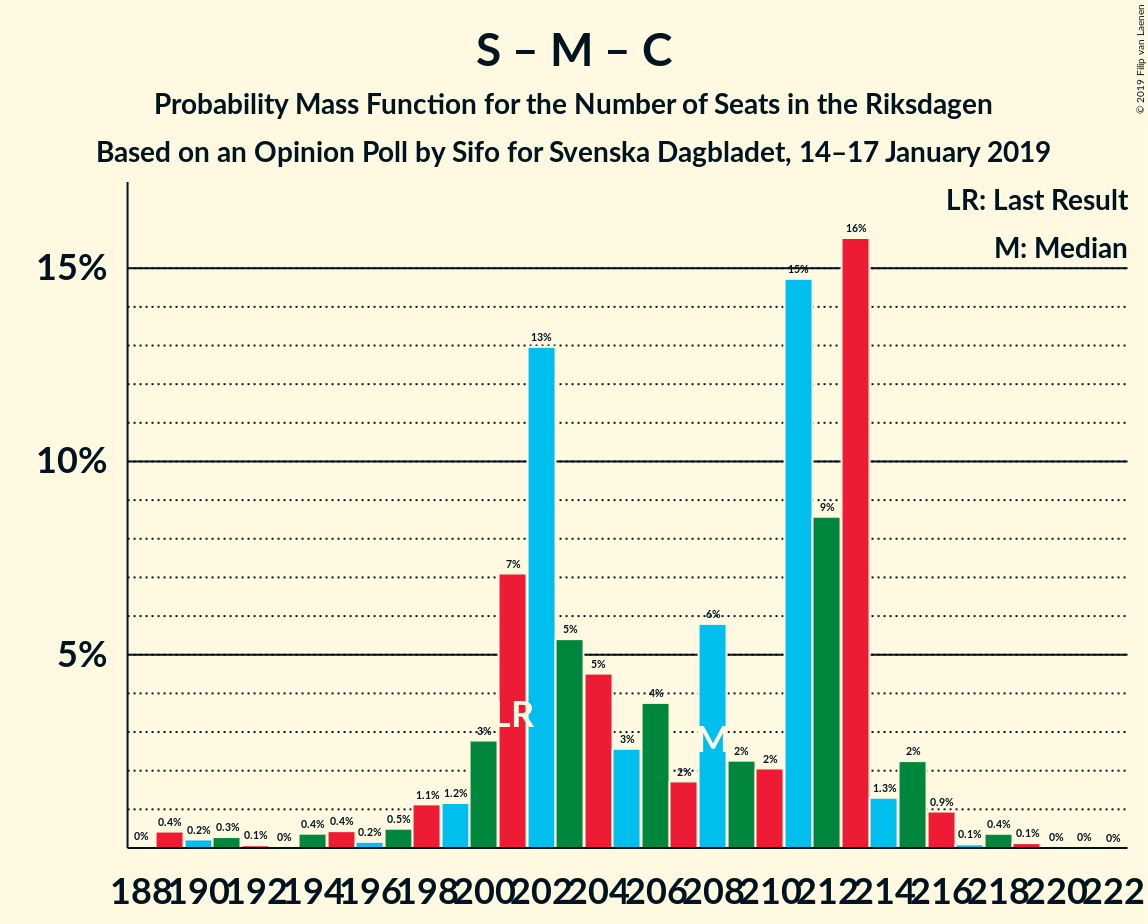 S – M – C
Probability Mass Function for the Number of Seats in the Riksdagen
Based on an Opinion Poll by Sifo for Svenska Dagbladet, 14–17 January 2019
© 2019 Filip van Laenen
LR: Last Result
M: Median
15%
10%
5%
0% 0.4% 0.2% 0.3% 0.1% 0% 0.4% 0.4% 0.2% 0.5% 1.1% 1.2% 3% 7% 13% 5% 5% 3% 4% 2% 6% 2% 2% 15% 9% 16% 1.3% 2% 0.9% 0.1% 0.4% 0.1% 0% 0% 0%
LR
M
188 190 192 194 196 198 200 202 204 206 208 210 212 214 216 218 220 222